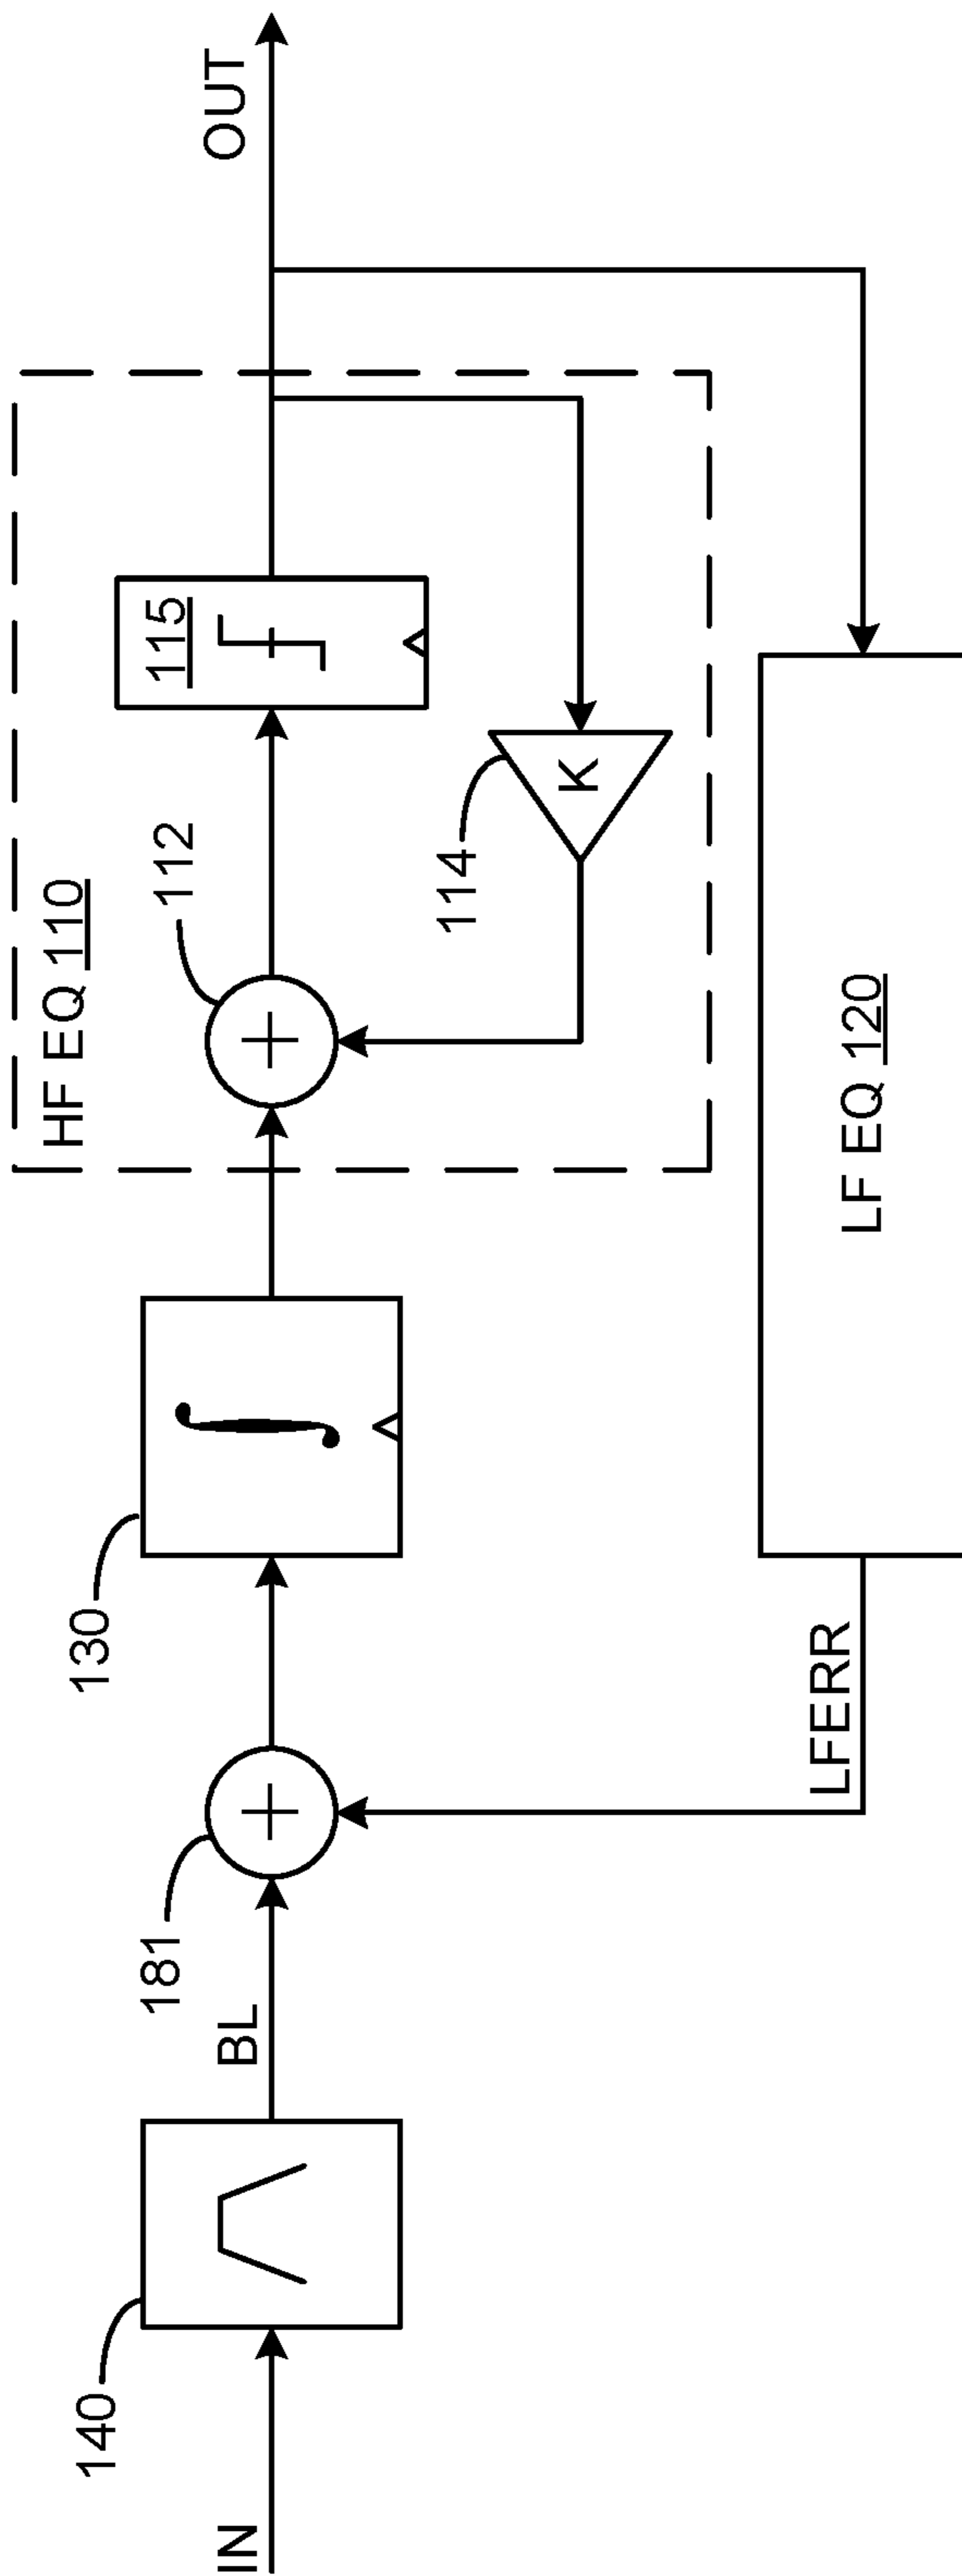 IN
140
BL
181
130
HF EQ 110
112
+
+
115
114
K
OUT
LFERR
LF EQ 120